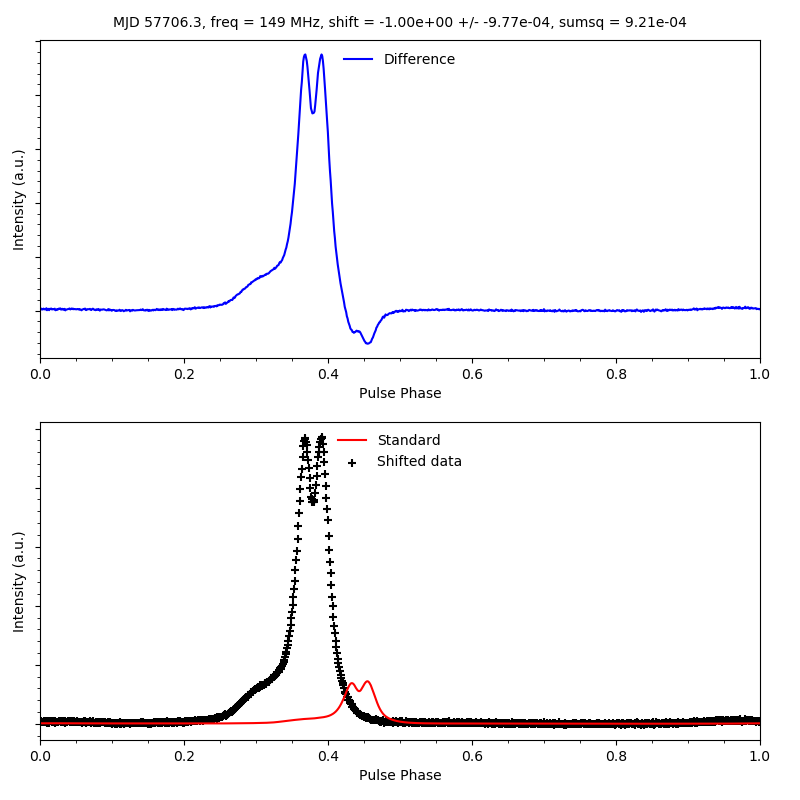 MJD 57706.3, freq = 149 MHz, shift = -1.00e+00 +/- -9.77e-04, sumsq = 9.21e-04
Difference
Intensity (a.u.)
0.0 0.2 0.4 0.6 0.8 1.0
Pulse Phase
Standard
Shifted data
Intensity (a.u.)
0.0 0.2 0.4 0.6 0.8 1.0
Pulse Phase